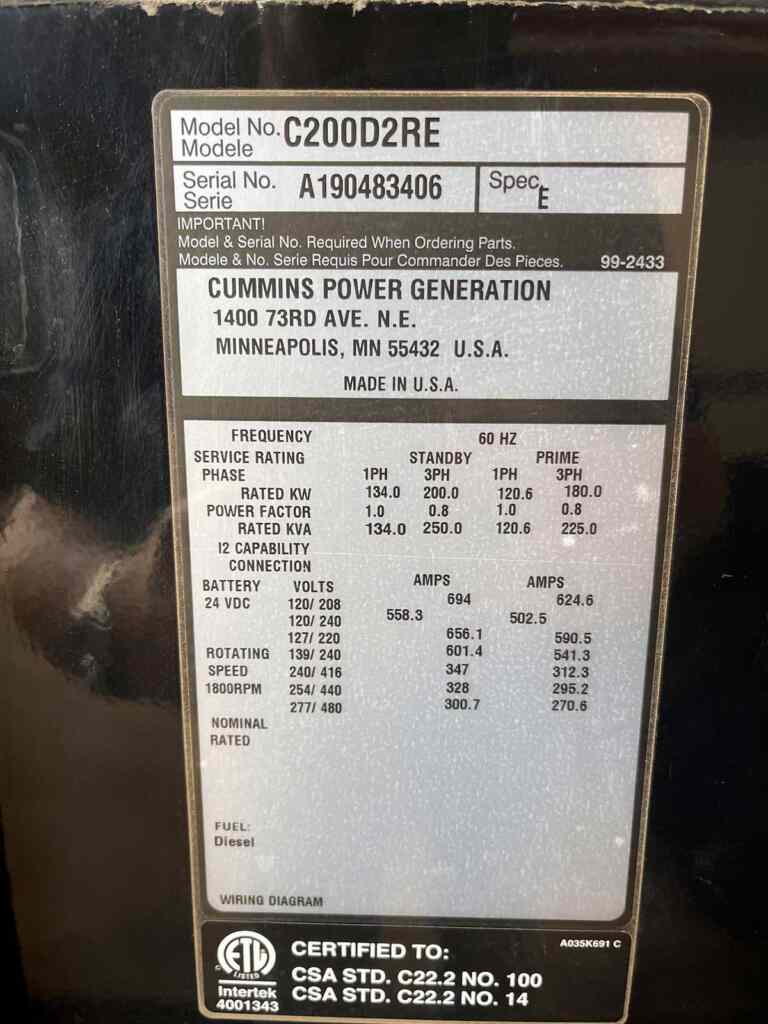 Model No. C200D2RE
Modele
Serial No. A190483406 Spec E
Serie
IMPORTANT!
Model & Serial No. Required When Ordering Parts.
Modele & No. Serie Requis Pour Commander Des Pieces. 99-2433
CUMMINS POWER GENERATION
1400 73RD AVE. N.E.
MINNEAPOLIS, MN 55432 U.S.A.
MADE IN U.S.A.
FREQUENCY 60 HZ
SERVICE RATING STANDBY PRIME
PHASE 1PH 3PH 1PH 3PH
RATED KW 134.0 200.0 120.6 180.0
POWER FACTOR 1.0 0.8 1.0 0.8
RATED KVA 134.0 250.0 120.6 225.0
I2 CAPABILITY
CONNECTION
BATTERY VOLTS AMPS AMPS
24 VDC 120/ 208 694 624.6
120/ 240 558.3 502.5
127/ 220 656.1 590.5
ROTATING 139/ 240 601.4 541.3
SPEED 240/ 416 347 312.3
1800RPM 254/ 440 328 295.2
277/ 480 300.7 270.6
NOMINAL
RATED
FUEL:
Diesel
WIRING DIAGRAM
A035K691 C
ETL
LISTED
Intertek
4001343
CERTIFIED TO:
CSA STD. C22.2 NO. 100
CSA STD. C22.2 NO. 14